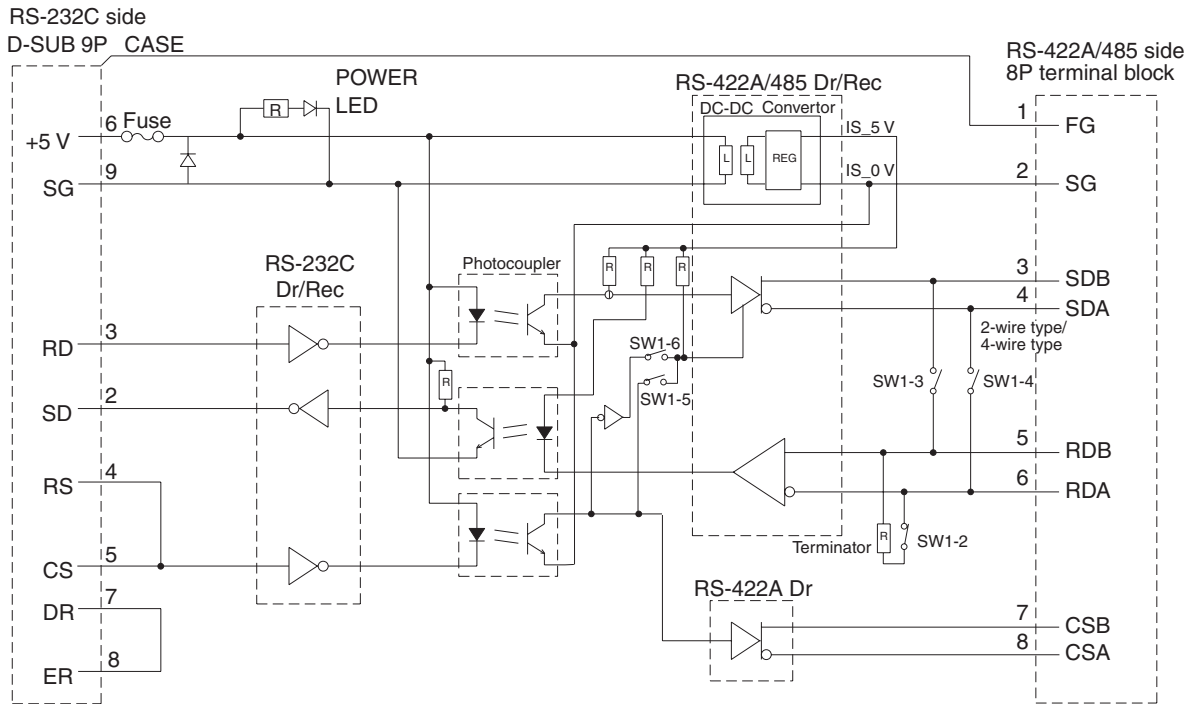 RS-232C side
D-SUB 9P CASE
RS-422A/485 side
8P terminal block
POWER
LED
RS-422A/485 Dr/Rec
DC-DC Convertor
R
6 Fuse
+5 V
IS_5 V
1
FG
L
L
REG
9
SG
IS_0 V
2
SG
RS-232C
Dr/Rec
Photocoupler
R
R
R
3
SDB
4
SDA
2-wire type/
4-wire type
3
RD
SW1-6
SW1-5
R
SW1-3
SW1-4
2
SD
5
RDB
4
RS
6
RDA
Terminator
R
SW1-2
5
CS
7
DR
RS-422A Dr
7
CSB
8
CSA
8
ER